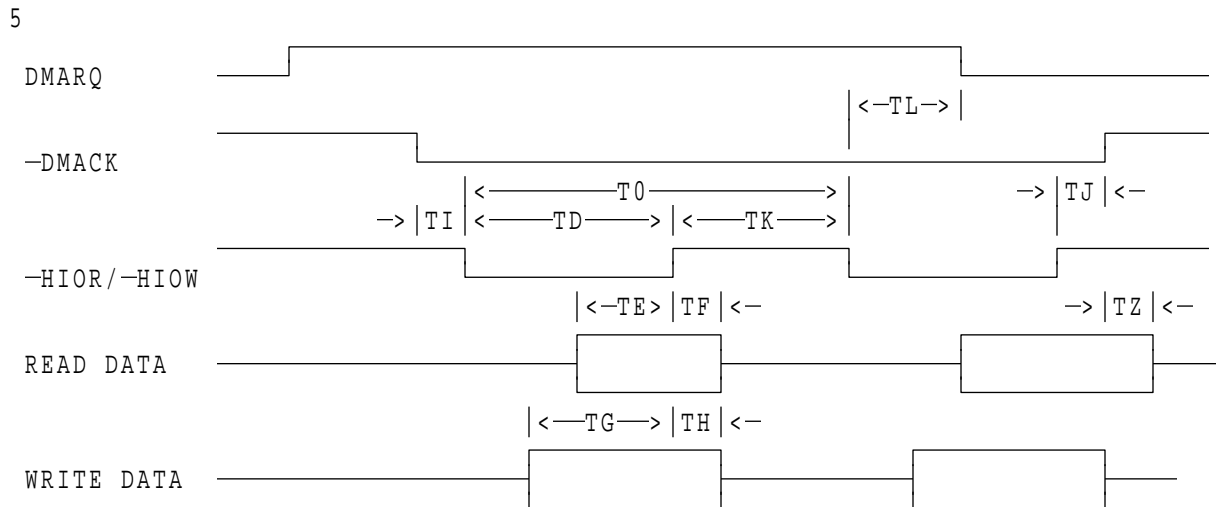 5
DMARQ
<—TL—>
—DMACK
<———T0———> —> TJ <—
—> TI <——TD——> <——TK——>
—HIOR/—HIOW
<—TE> TF <— —> TZ <—
READ DATA
<——TG——> TH <—
WRITE DATA